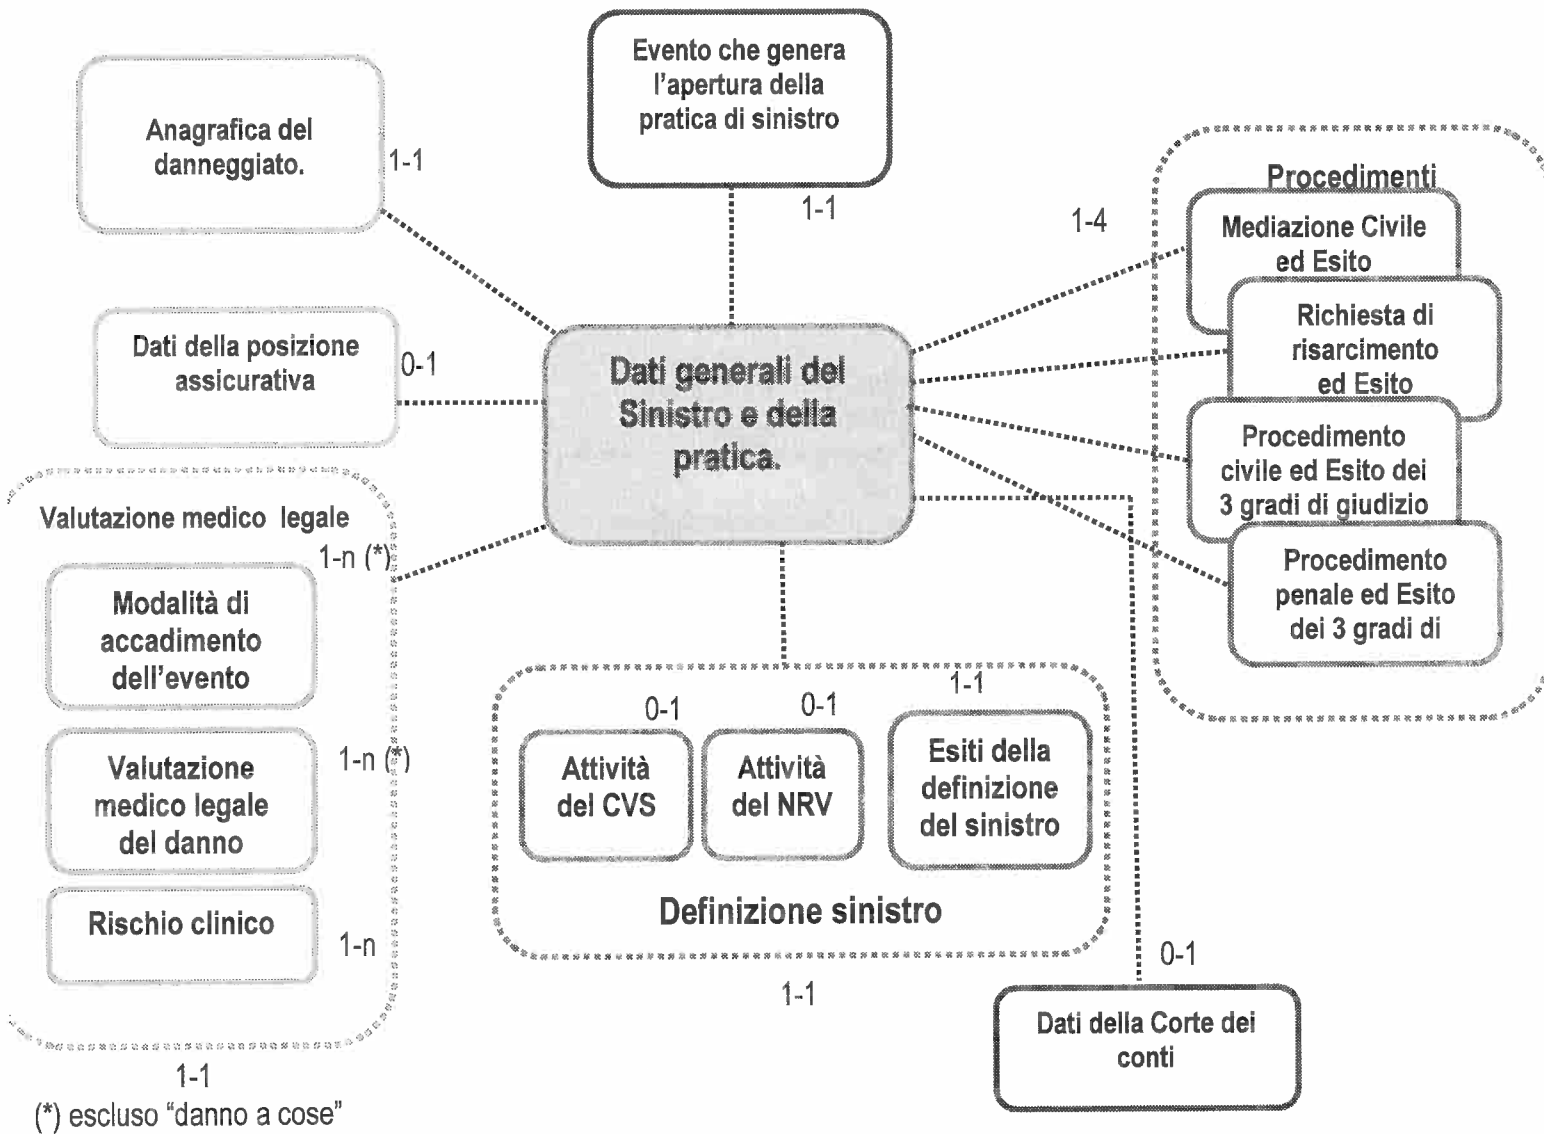 Evento che genera
l'apertura della
pratica di sinistro
1-1
Anagrafica del
danneggiato.
1-1
Dati della posizione
assicurativa
0-1
Dati generali del
Sinistro e della
pratica.
1-4
Procedimenti
Mediazione Civile
ed Esito
Richiesta di
risarcimento
ed Esito
Procedimento
civile ed Esito dei
3 gradi di giudizio
Procedimento
penale ed Esito
dei 3 gradi di
Valutazione medico legale
1-n (*)
Modalità di
accadimento
dell'evento
1-n (*)
Valutazione
medico legale
del danno
Rischio clinico
1-n
1-1
(*) escluso "danno a cose"
0-1
Attività
del CVS
0-1
Attività
del NRV
1-1
Esiti della
definizione
del sinistro
Definizione sinistro
1-1
0-1
Dati della Corte dei
conti